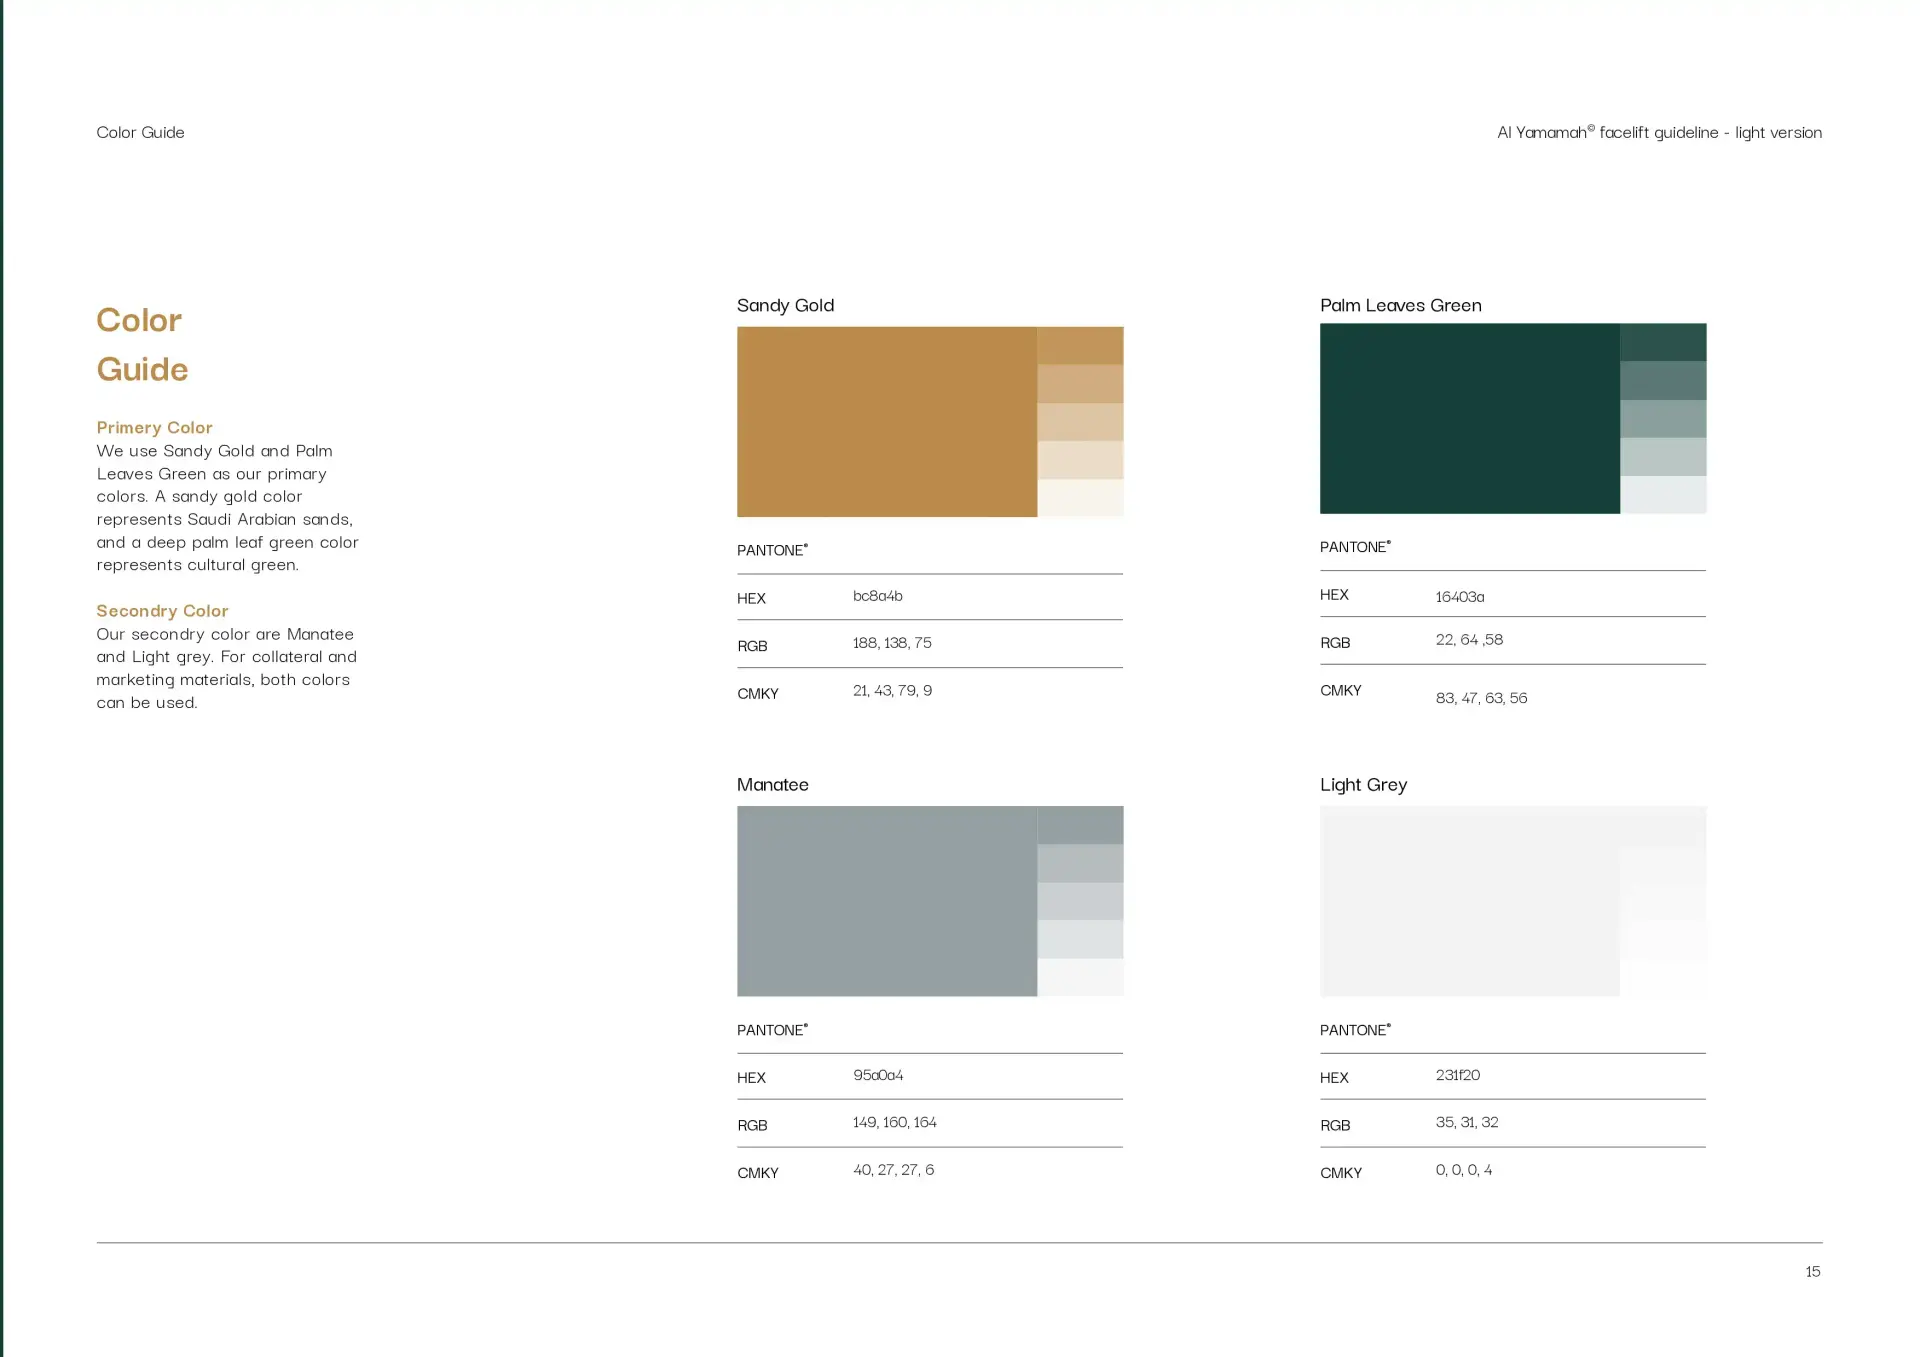 Color Guide
Al Yamamah© facelift guideline - light version
Color
Guide
Primery Color
We use Sandy Gold and Palm
Leaves Green as our primary
colors. A sandy gold color
represents Saudi Arabian sands,
and a deep palm leaf green color
represents cultural green.
Secondry Color
Our secondry color are Manatee
and Light grey. For collateral and
marketing materials, both colors
can be used.
Sandy Gold
PANTONE®
HEX bc8a4b
RGB 188, 138, 75
CMKY 21, 43, 79, 9
Palm Leaves Green
PANTONE®
HEX 16403a
RGB 22, 64 ,58
CMKY 83, 47, 63, 56
Manatee
PANTONE®
HEX 95a0a4
RGB 149, 160, 164
CMKY 40, 27, 27, 6
Light Grey
PANTONE®
HEX 231f20
RGB 35, 31, 32
CMKY 0, 0, 0, 4
15